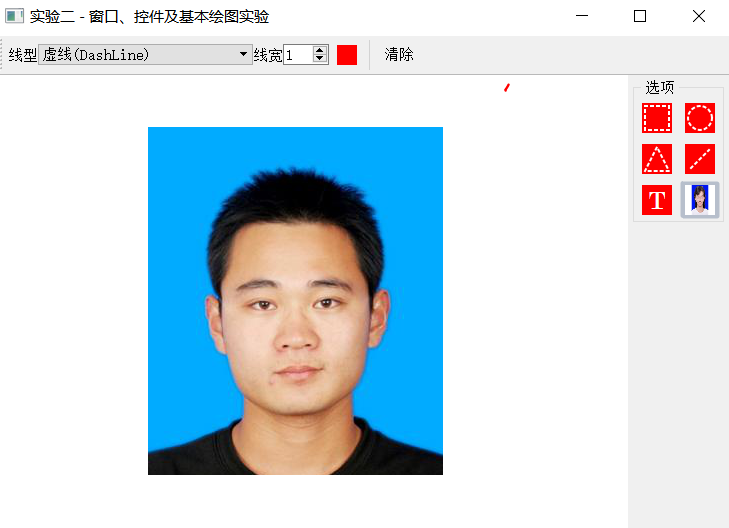 实验二 - 窗口、控件及基本绘图实验
线型 虚线(DashLine) 线宽 1 清除
选项
T